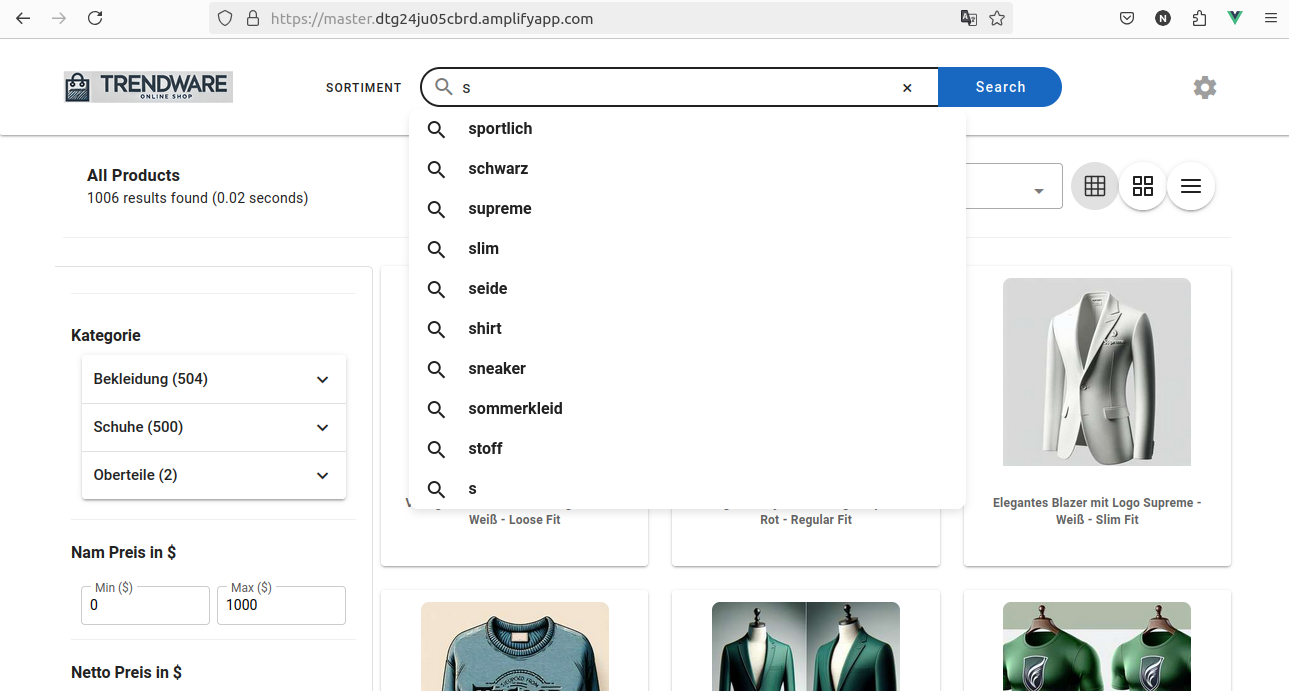 https://master.dtg24ju05cbrd.amplifyapp.com
N
TRENDWARE
ONLINE SHOP
SORTIMENT
s
Search
sportlich
schwarz
supreme
slim
seide
shirt
sneaker
sommerkleid
stoff
s
All Products
1006 results found (0.02 seconds)
Kategorie
Bekleidung (504)
Schuhe (500)
Oberteile (2)
Nam Preis in $
Min ($)
0
Max ($)
1000
Netto Preis in $
Weiß - Loose Fit
Rot - Regular Fit
Elegantes Blazer mit Logo Supreme -
Weiß - Slim Fit